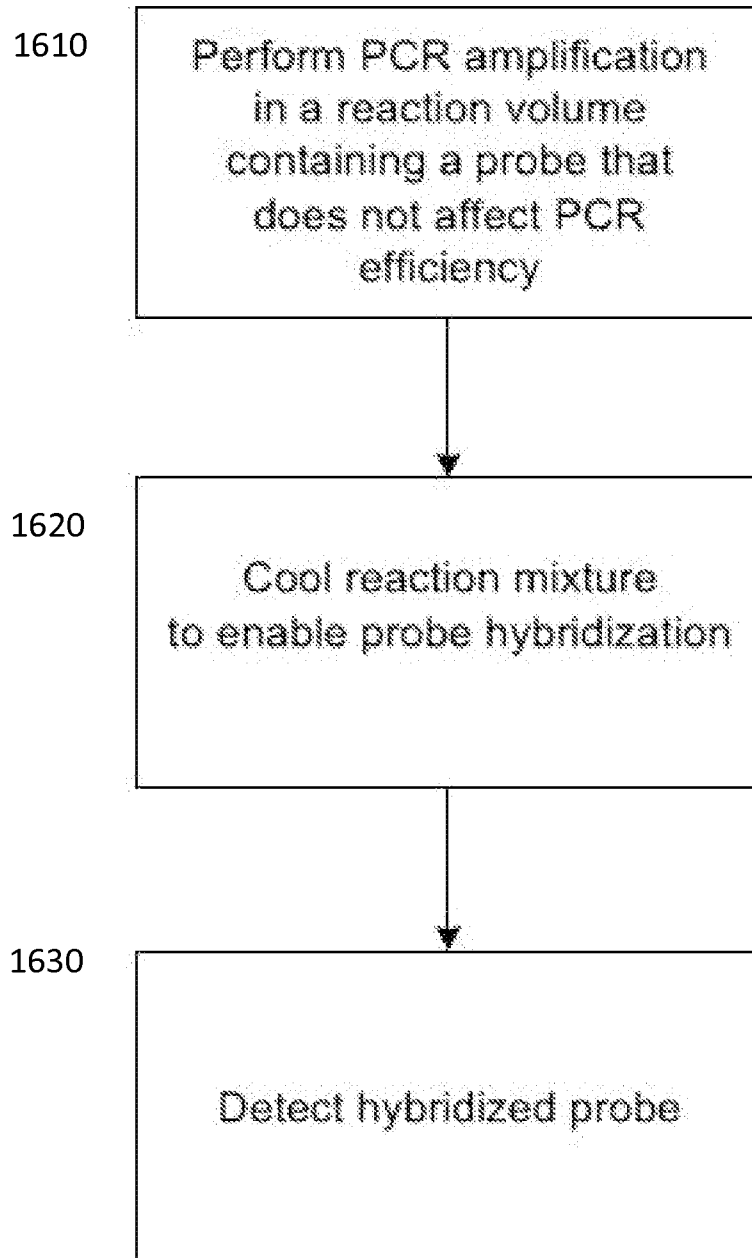 1610
Perform PCR amplification
in a reaction volume
containing a probe that
does not affect PCR
efficiency
1620
Cool reaction mixture
to enable probe hybridization
1630
Detect hybridized probe